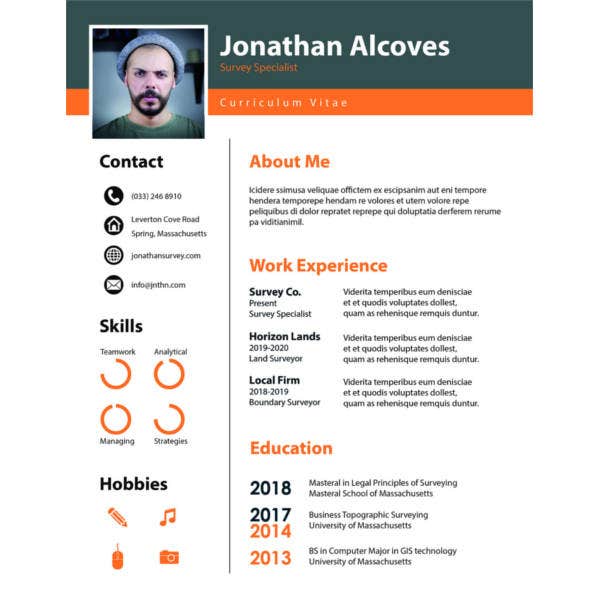 Jonathan Alcoves
Survey Specialist
Curriculum Vitae
Contact
(033) 246 8910
Leverton Cove Road
Spring, Massachusetts
jonathansurvey.com
info@jnthn.com
Skills
Teamwork
Analytical
Managing
Strategies
Hobbies
About Me
Icidere ssimusa veliquae offictem ex escipsanim aut eni tempore
hendera temporepe hendam re volores et utem volore repe
peliquibus di dolor repratet reprepe qui doluptatia derferem rerume
pa viditianimil.
Work Experience
Survey Co.
Present
Survey Specialist
Viderita temperibus eum denisciae
et et quodis voluptates dollest,
quam as rehenisque remquis duntur.
Horizon Lands
2019-2020
Land Surveyor
Viderita temperibus eum denisciae
et et quodis voluptates dollest,
quam as rehenisque remquis duntur.
Local Firm
2018-2019
Boundary Surveyor
Viderita temperibus eum denisciae
et et quodis voluptates dollest,
quam as rehenisque remquis duntur.
Education
2018
Masteral in Legal Principles of Surveying
Masteral School of Massachusetts
2017
2014
Business Topographic Surveying
University of Massachusetts
2013
BS in Computer Major in GIS technology
University of Massachusetts